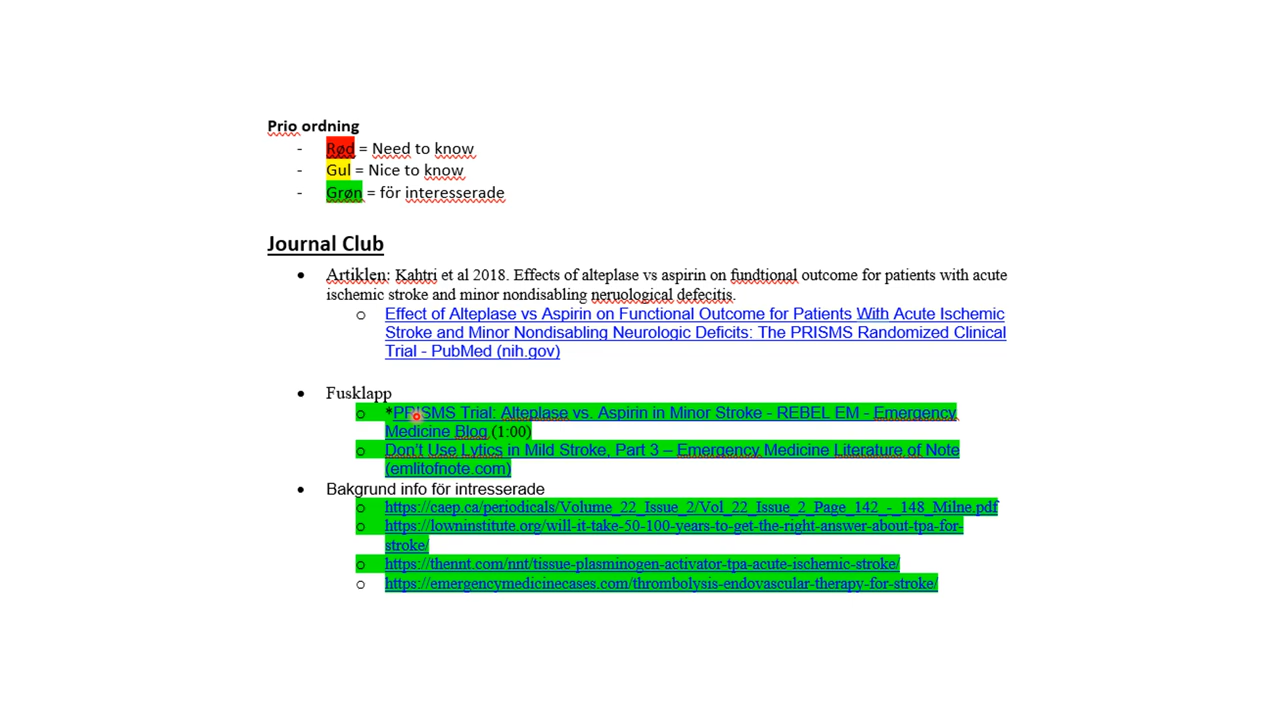 Prio ordning
- Rød = Need to know
- Gul = Nice to know
- Grøn = för interesserade
Journal Club
• Artiklen: Kahtri et al 2018. Effects of alteplase vs aspirin on fundtional outcome for patients with acute
ischemic stroke and minor nondisabling neruological defecitis.
o Effect of Alteplase vs Aspirin on Functional Outcome for Patients With Acute Ischemic
Stroke and Minor Nondisabling Neurologic Deficits: The PRISMS Randomized Clinical
Trial - PubMed (nih.gov)
• Fusklapp
o *PRISMS Trial: Alteplase vs. Aspirin in Minor Stroke - REBEL EM - Emergency
Medicine Blog (1:00)
o Don't Use Lytics in Mild Stroke, Part 3 – Emergency Medicine Literature of Note
(emlitofnote.com)
• Bakgrund info för intresserade
o https://caep.ca/periodicals/Volume_22_Issue_2/Vol_22_Issue_2_Page_142_-_148_Milne.pdf
o https://lowninstitute.org/will-it-take-50-100-years-to-get-the-right-answer-about-tpa-for-
stroke/
o https://thennt.com/nnt/tissue-plasminogen-activator-tpa-acute-ischemic-stroke/
o https://emergencymedicinecases.com/thrombolysis-endovascular-therapy-for-stroke/